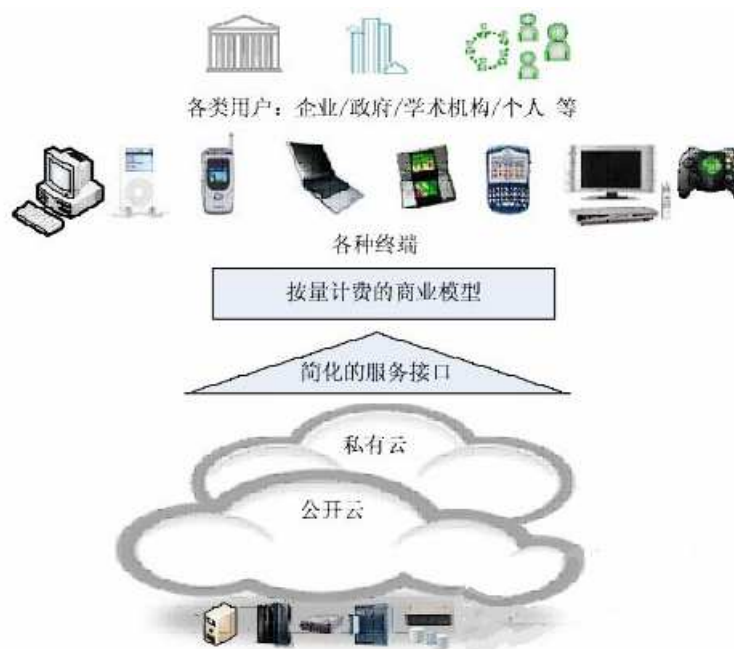 各类用户：企业/政府/学术机构/个人 等
各种终端
按量计费的商业模型
简化的服务接口
私有云
公开云